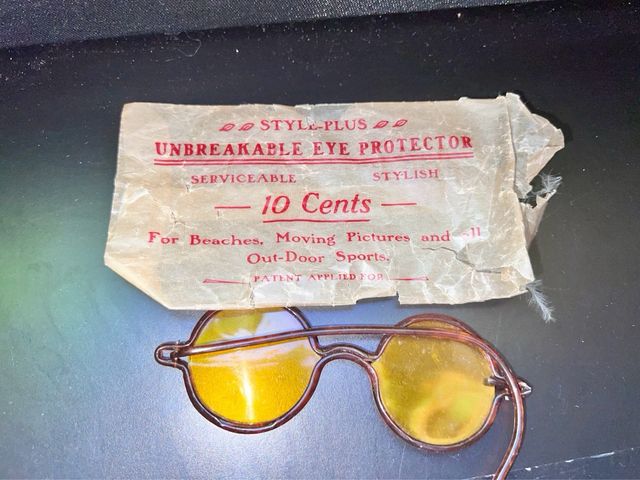 STYLE-PLUS
UNBREAKABLE EYE PROTECTOR
SERVICEABLE STYLISH
— 10 Cents —
For Beaches, Moving Pictures and all
Out-Door Sports.
PATENT APPLIED FOR